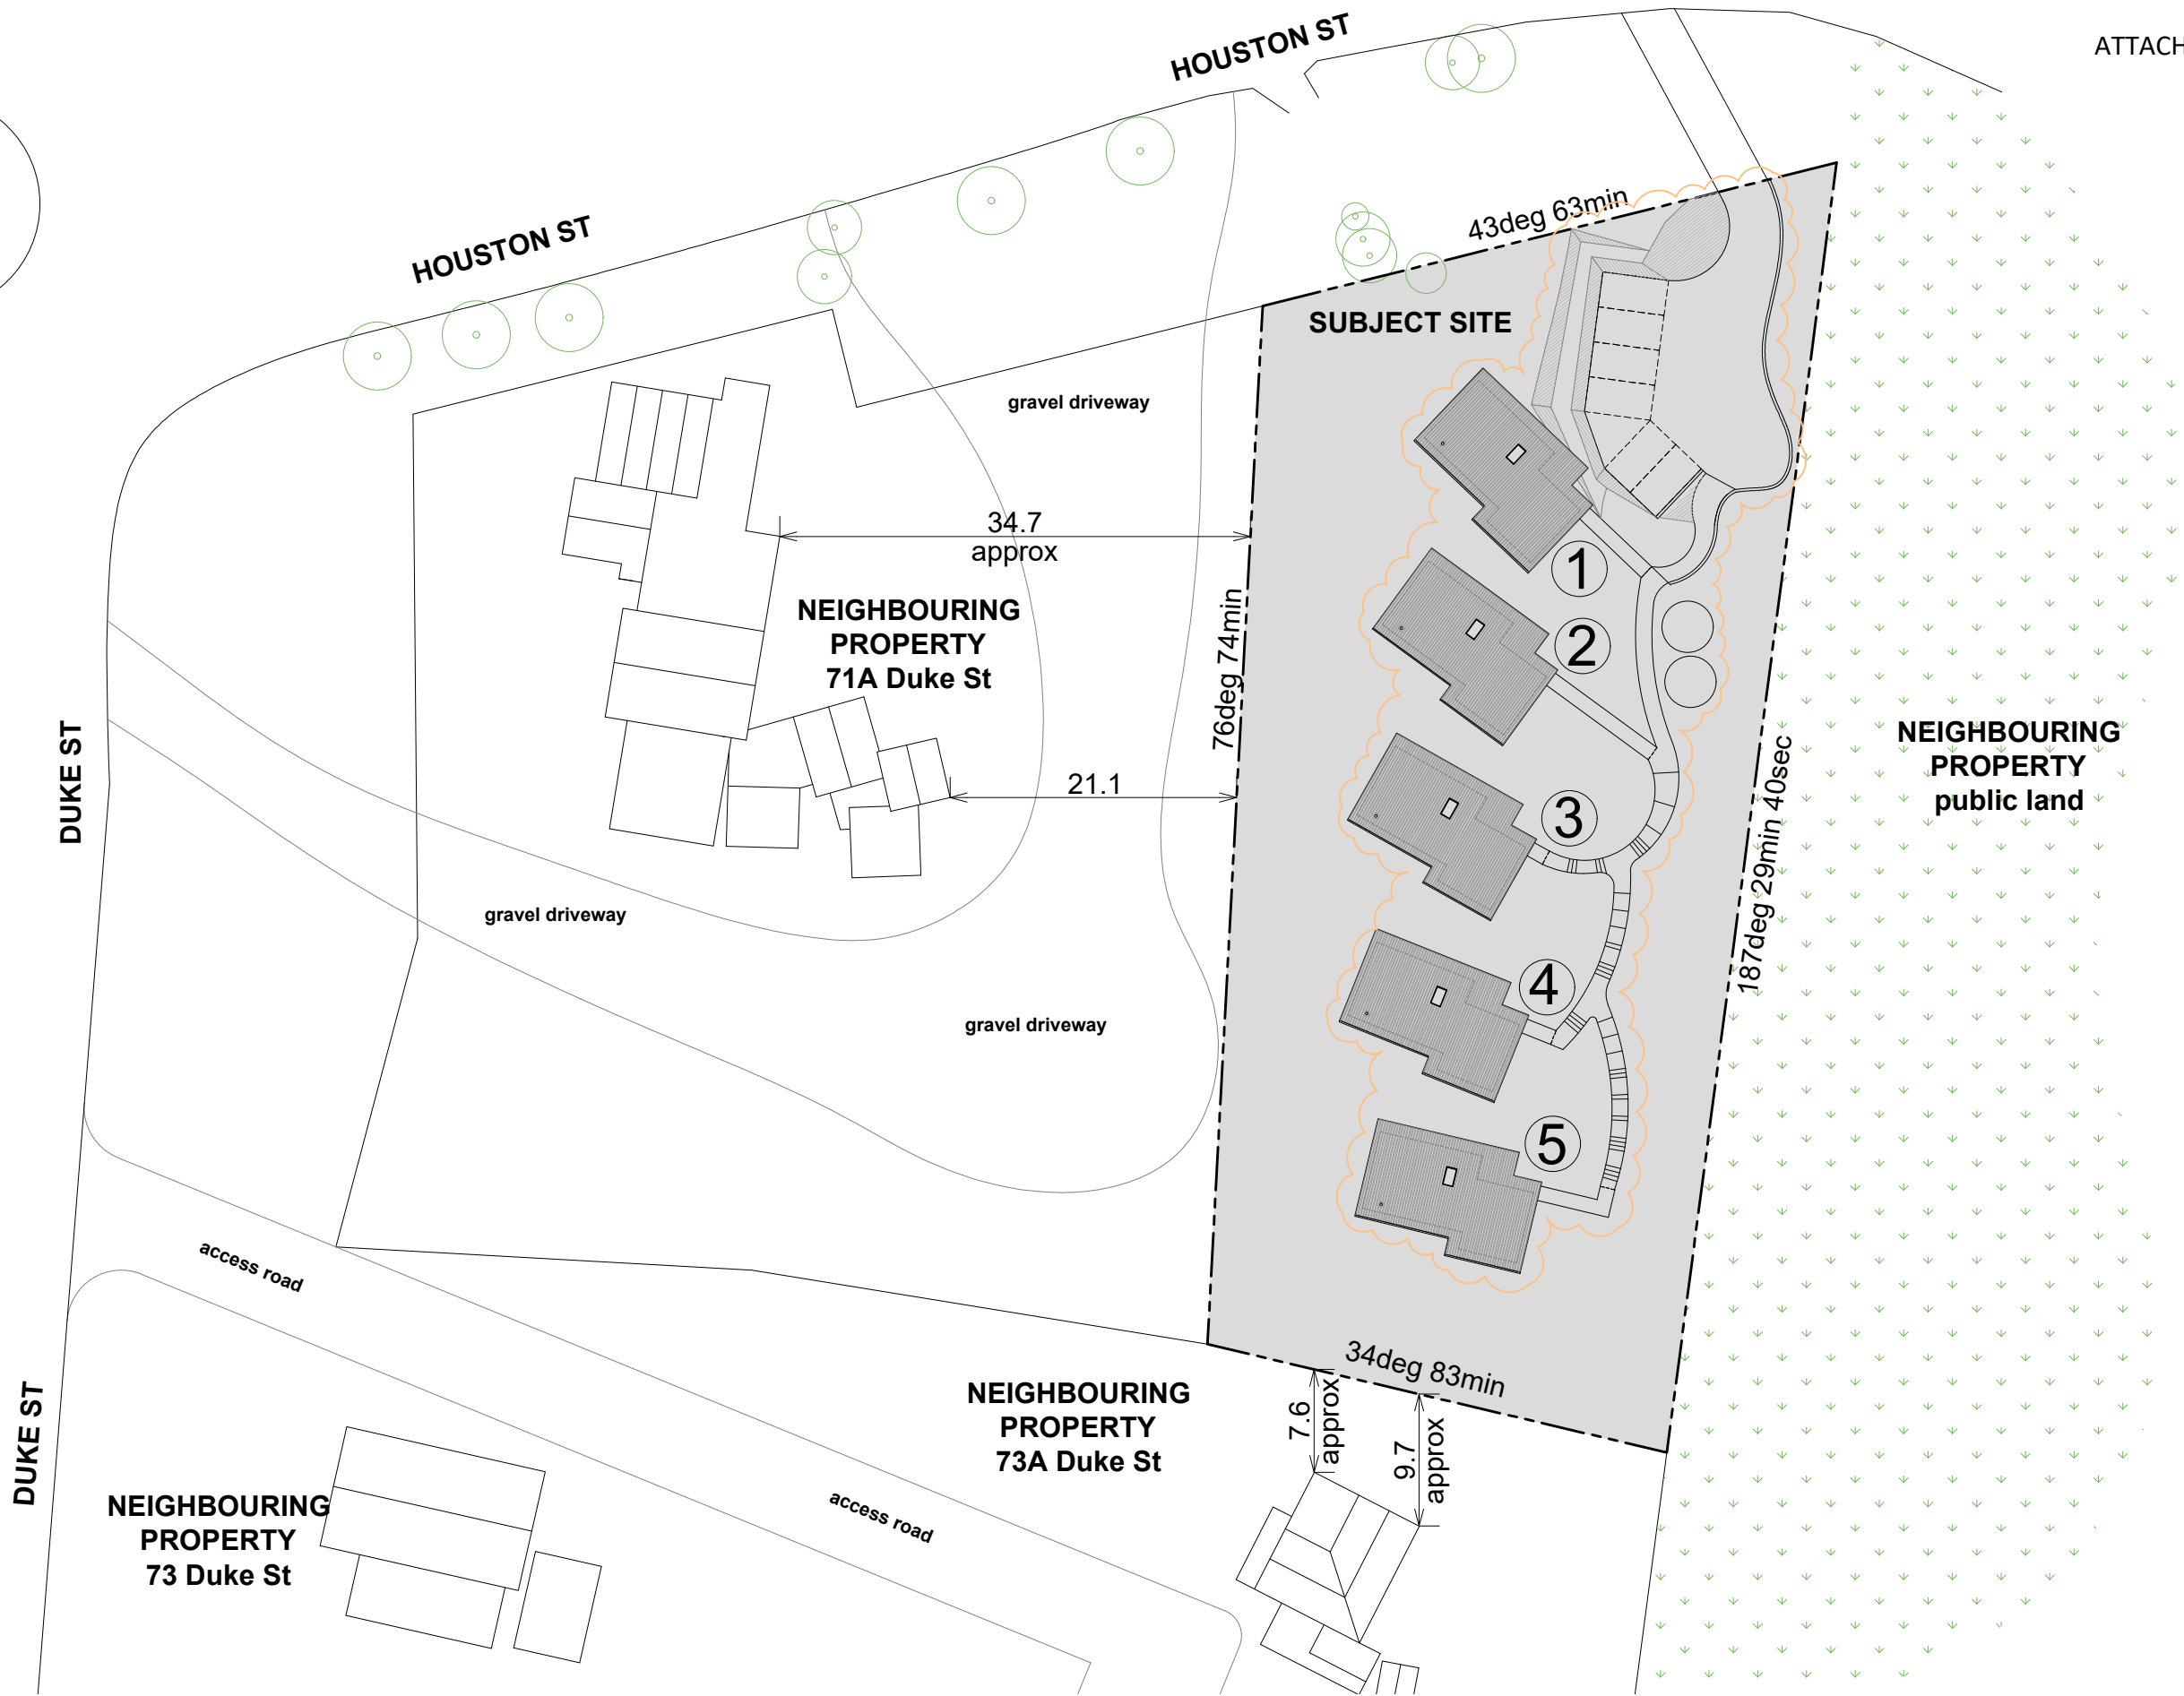 ATTACH
HOUSTON ST
HOUSTON ST
43deg 63min
SUBJECT SITE
gravel driveway
34.7
approx
1
NEIGHBOURING
PROPERTY
71A Duke St
76deg 74min
2
DUKE ST
21.1
3
187deg 29min 40sec
NEIGHBOURING
PROPERTY
public land
gravel driveway
4
gravel driveway
5
access road
34deg 83min
NEIGHBOURING
PROPERTY
73A Duke St
7.6
approx
9.7
approx
DUKE ST
NEIGHBOURING
PROPERTY
73 Duke St
access road